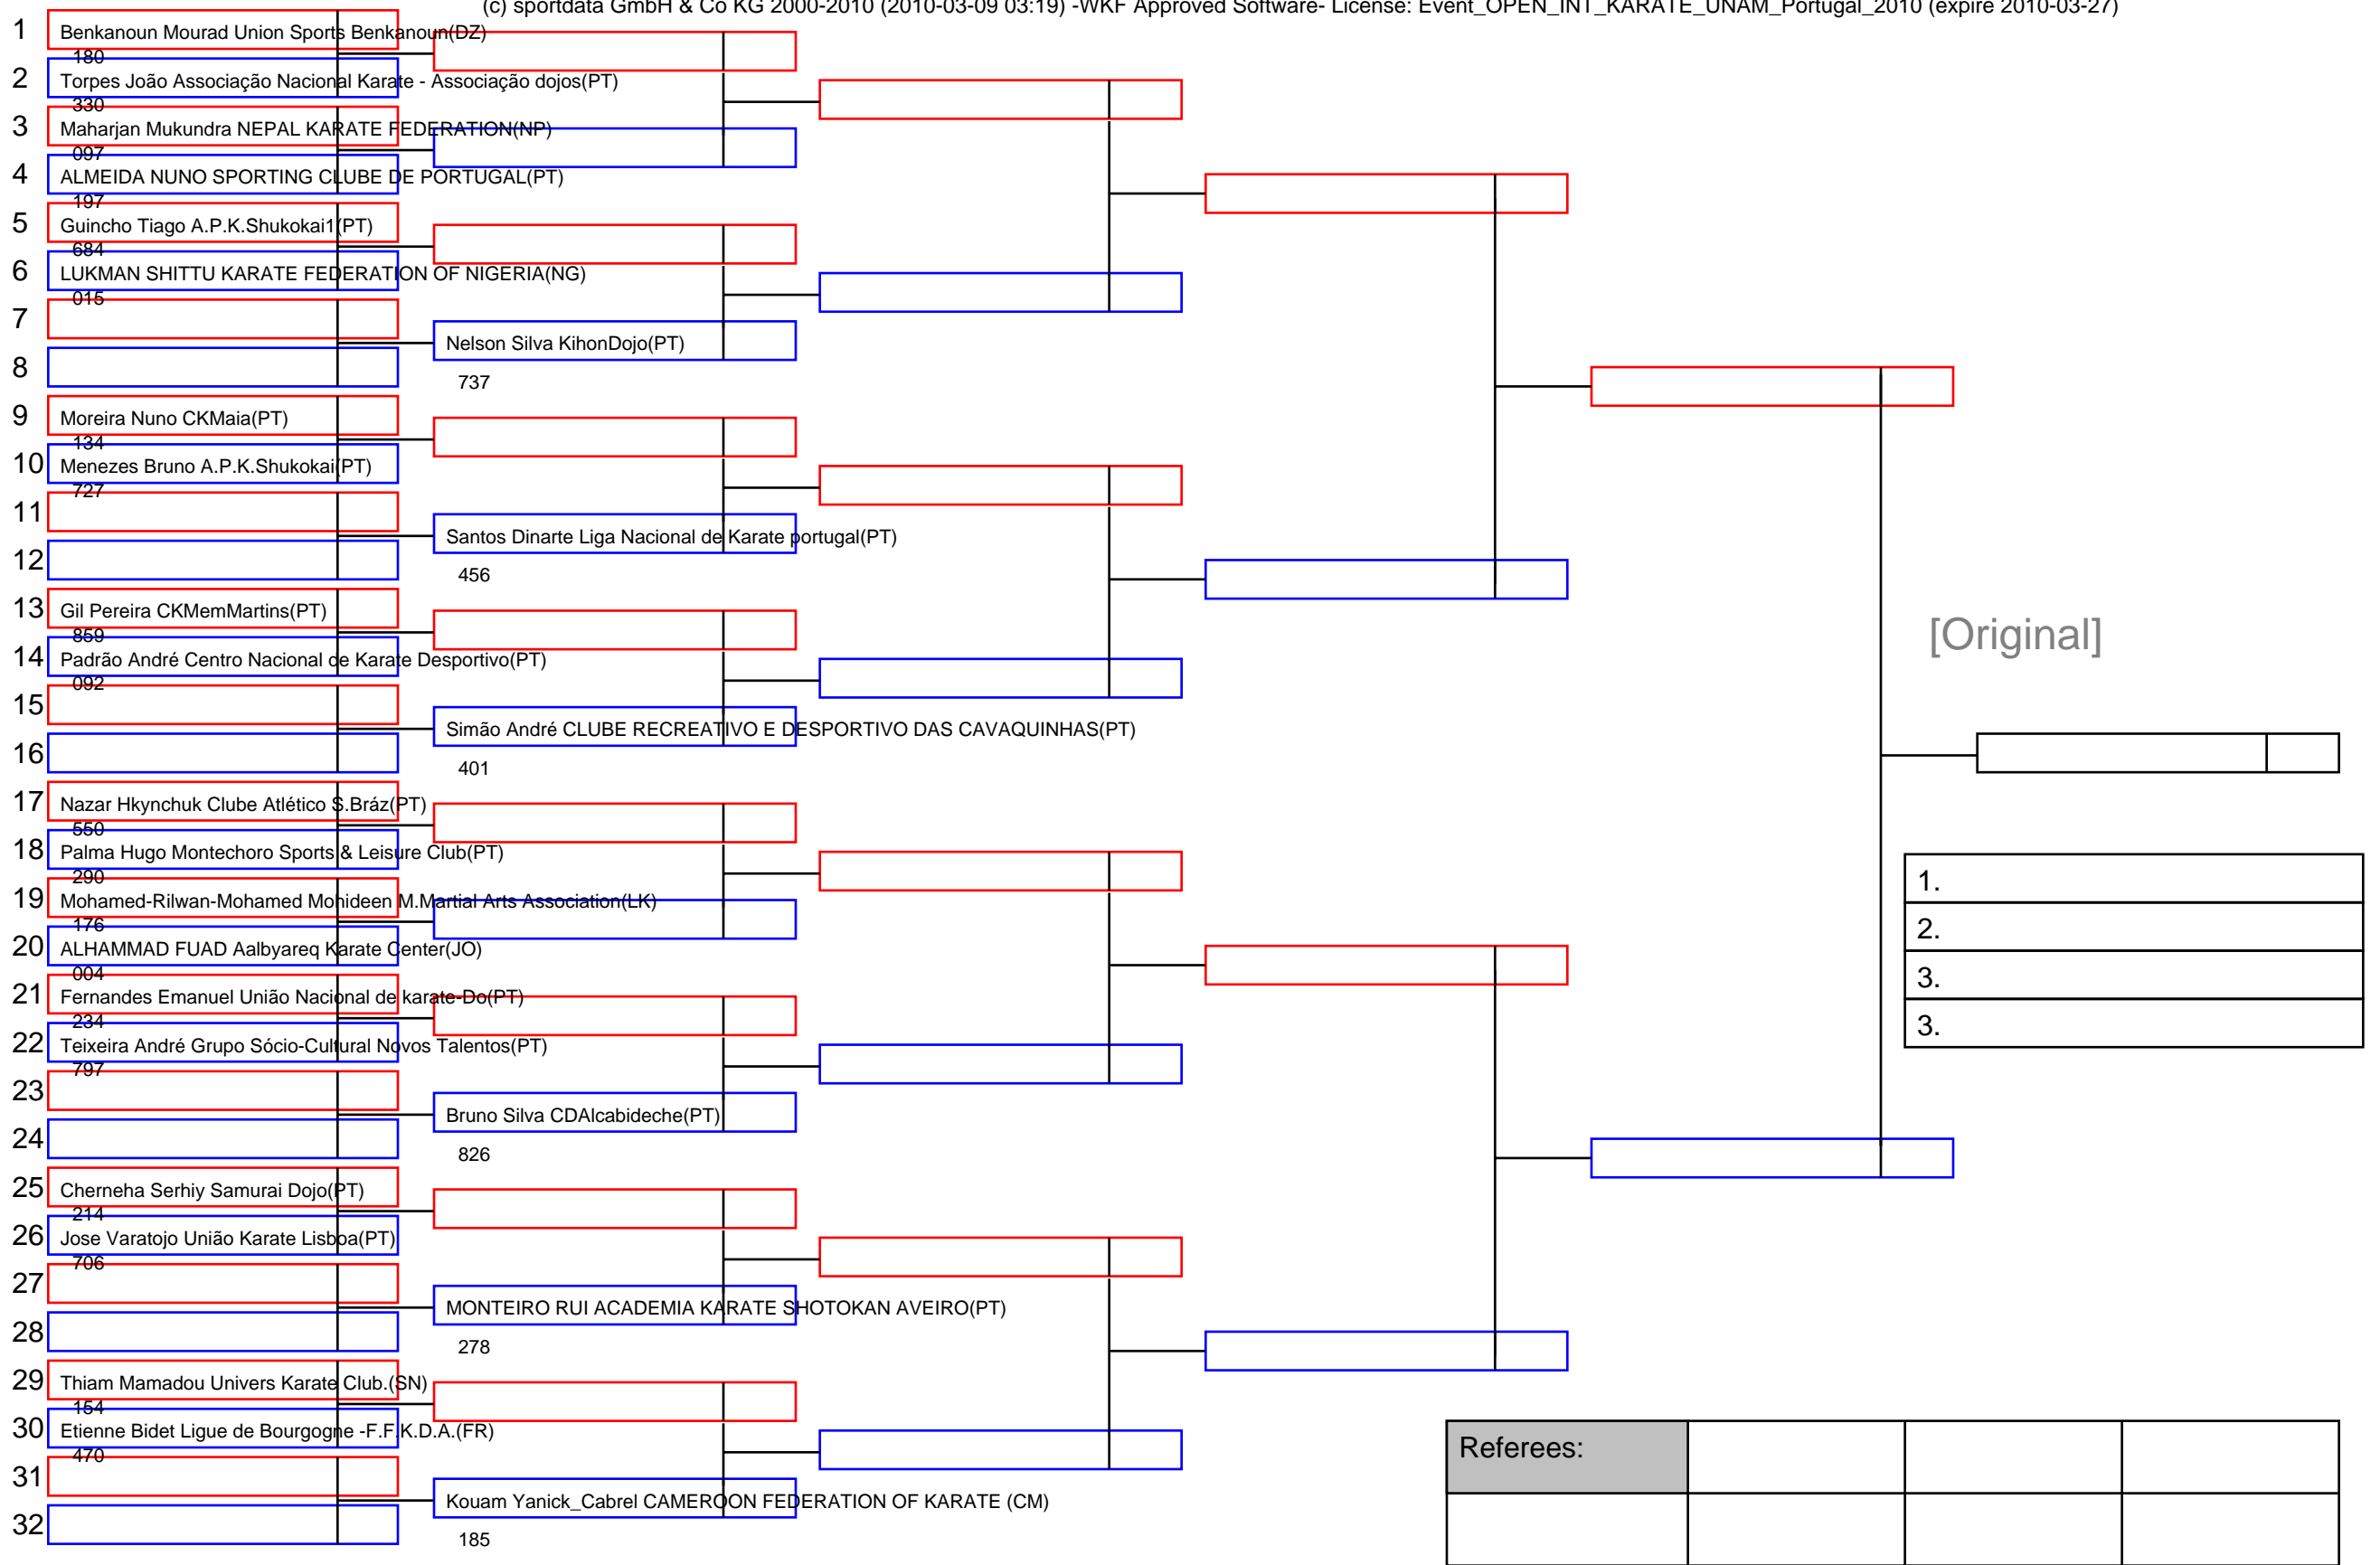 (c) sportdata GmbH & Co KG 2000-2010 (2010-03-09 03:19) -WKF Approved Software- License: Event_OPEN_INT_KARATE_UNAM_Portugal_2010 (expire 2010-03-27)
1 Benkanoun Mourad Union Sports Benkanoun(DZ)
180
2 Torpes João Associação Nacional Karate - Associação dojos(PT)
330
3 Maharjan Mukundra NEPAL KARATE FEDERATION(NP)
097
4 ALMEIDA NUNO SPORTING CLUBE DE PORTUGAL(PT)
197
5 Guincho Tiago A.P.K.Shukokai1(PT)
684
6 LUKMAN SHITTU KARATE FEDERATION OF NIGERIA(NG)
015
7
Nelson Silva KihonDojo(PT)
8
737
9 Moreira Nuno CKMaia(PT)
134
10 Menezes Bruno A.P.K.Shukokai(PT)
727
11
Santos Dinarte Liga Nacional de Karate portugal(PT)
12
456
13 Gil Pereira CKMemMartins(PT)
859
14 Padrão André Centro Nacional de Karate Desportivo(PT)
092
[Original]
15
Simão André CLUBE RECREATIVO E DESPORTIVO DAS CAVAQUINHAS(PT)
16
401
17 Nazar Hkynchuk Clube Atlético S.Bráz(PT)
550
18 Palma Hugo Montechoro Sports & Leisure Club(PT)
290
19 Mohamed-Rilwan-Mohamed Mohideen M.Martial Arts Association(LK)
176
20 ALHAMMAD FUAD Aalbyareq Karate Center(JO)
004
21 Fernandes Emanuel União Nacional de karate-Do(PT)
234
22 Teixeira André Grupo Sócio-Cultural Novos Talentos(PT)
797
1.
2.
3.
3.
23
Bruno Silva CDAlcabideche(PT)
24
826
25 Cherneha Serhiy Samurai Dojo(PT)
214
26 Jose Varatojo União Karate Lisboa(PT)
706
27
MONTEIRO RUI ACADEMIA KARATE SHOTOKAN AVEIRO(PT)
28
278
29 Thiam Mamadou Univers Karate Club.(SN)
154
30 Etienne Bidet Ligue de Bourgogne -F.F.K.D.A.(FR)
470
Referees:
31
Kouam Yanick_Cabrel CAMEROON FEDERATION OF KARATE (CM)
32
185